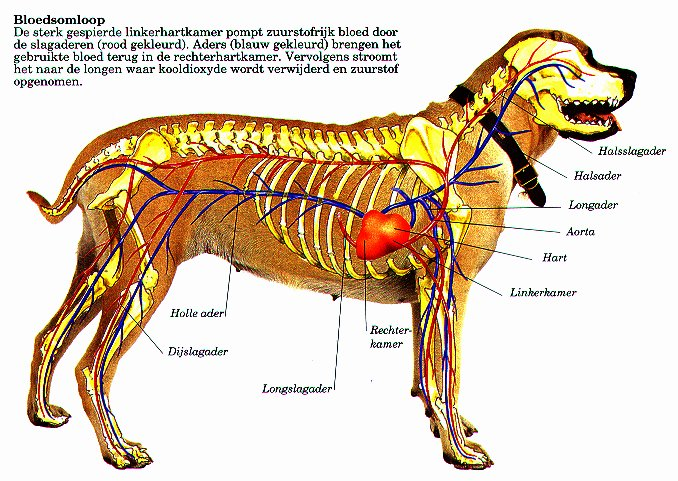 Bloedsomloop
De sterk gespierde linkerhartkamer pompt zuurstofrijk bloed door
de slagaderen (rood gekleurd). Aders (blauw gekleurd) brengen het
gebruikte bloed terug in de rechterhartkamer. Vervolgens stroomt
het naar de longen waar kooldioxyde wordt verwijderd en zuurstof
opgenomen.
Halsslagader
Halsader
Longader
Aorta
Hart
Linkerkamer
Holle ader
Rechter-
kamer
Dijslagader
Longslagader